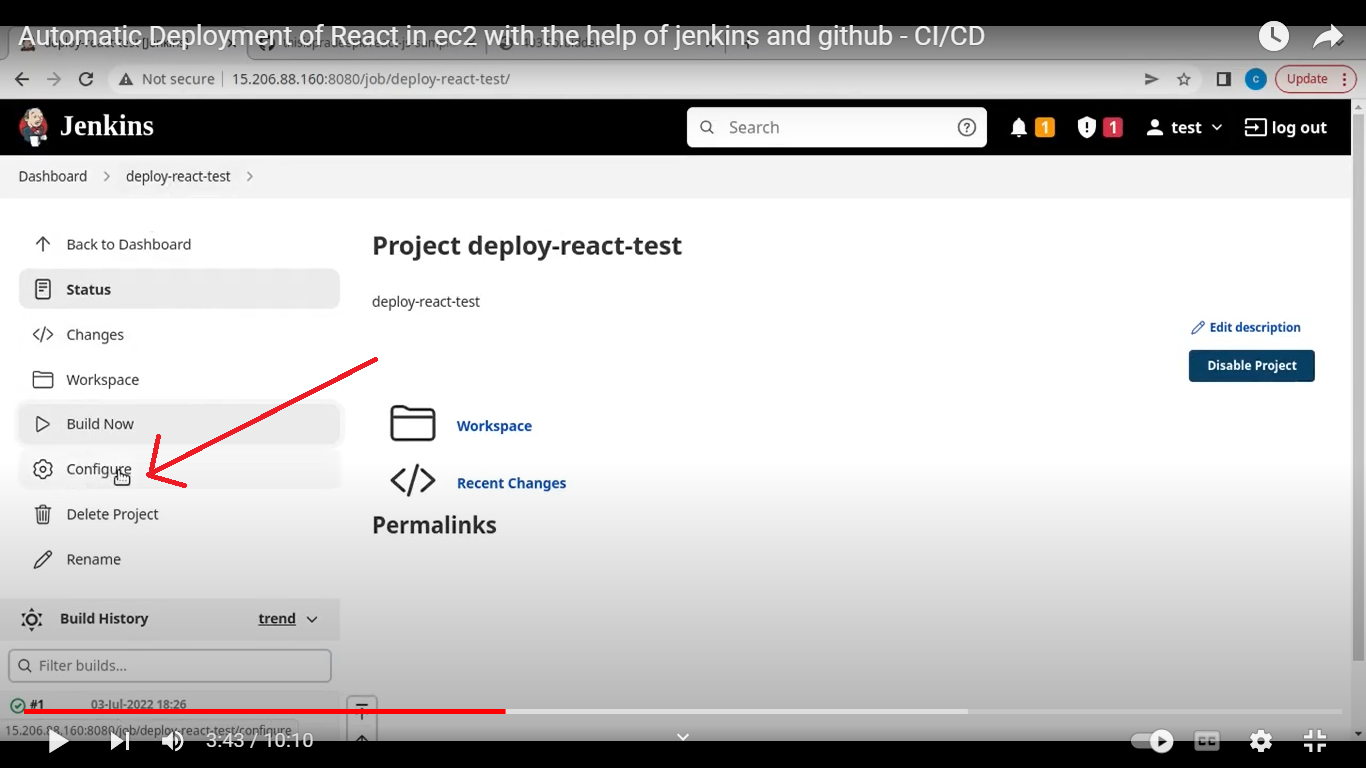 Automatic Deployment of React in ec2 with the help of jenkins and github - CI/CD
Not secure 15.206.88.160:8080/job/deploy-react-test/
C
Update
Jenkins
Search
1
1
test
log out
Dashboard
deploy-react-test
Back to Dashboard
Status
Changes
Workspace
Build Now
Configure
Delete Project
Rename
Project deploy-react-test
deploy-react-test
Edit description
Disable Project
Workspace
Recent Changes
Permalinks
Build History
trend
Filter builds...
#1 03-Jul-2022 18:26
15.206.88.160:8080/job/deploy-react-test/configure
3:43 / 10:10
CC